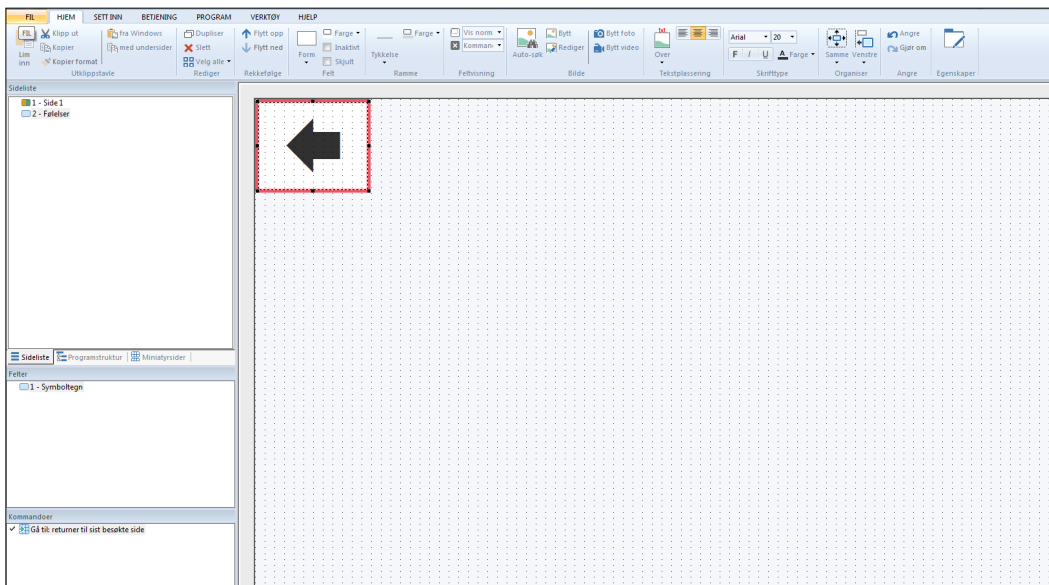 FIL HJEM SETT INN BETJENING PROGRAM VERKTØY HJELP
FIL Klipp ut fra Windows Dupliser Flytt opp Farge Farge Vis norm Bytt Bytt foto Arial 20 Angre
Kopier med undersider Slett Flytt ned Form Inaktivt Tykkelse Komman Auto-søk Rediger Bytt video Over F I U A Farge Samme Venstre Gjør om
Lim inn Kopier format Velg alle Skjult
Utklippstavle Rediger Rekkefølge Felt Ramme Feltvisning Bilde Tekstplassering Skrifttype Organiser Angre Egenskaper
Sideliste
1 - Side 1
2 - Følelser
Sideliste Programstruktur Miniatyrsider
Felter
1 - Symboltegn
Kommandoer
Gå til: returner til sist besøkte side